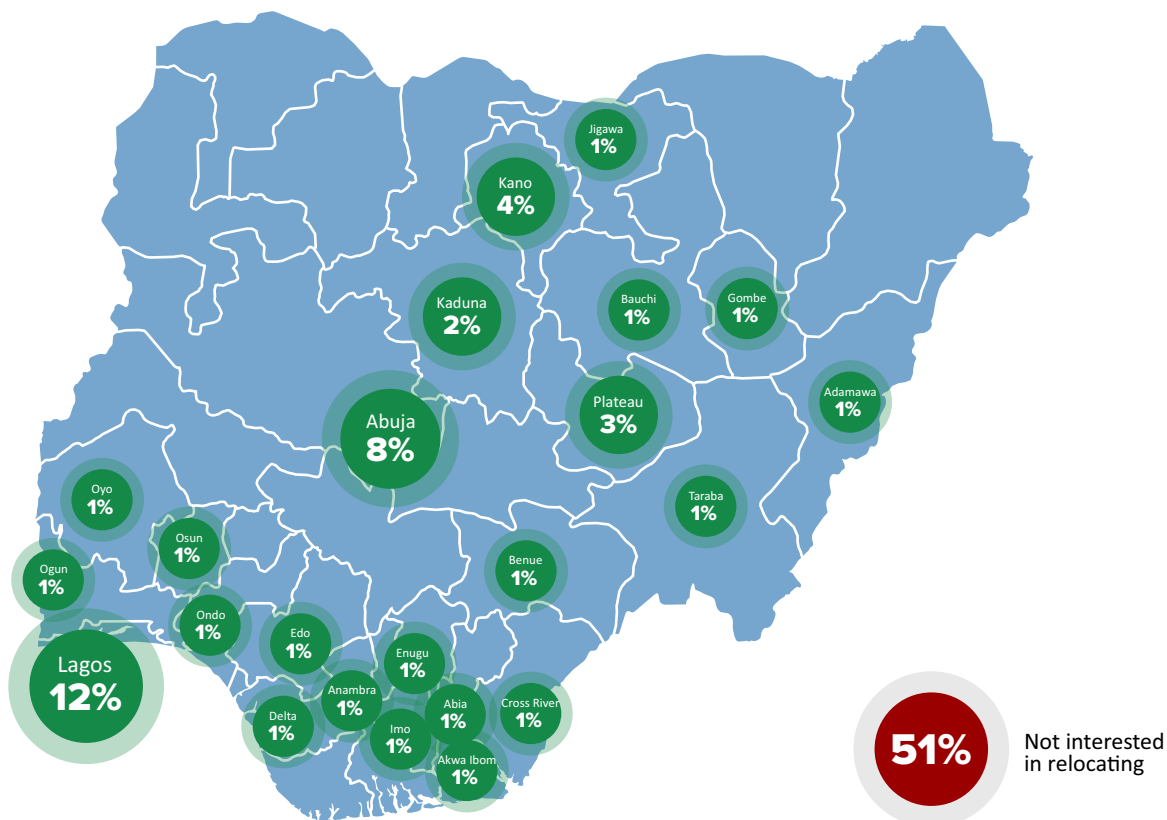 Jigawa
1%
Kano
4%
Kaduna
2%
Bauchi
1%
Gombe
1%
Abuja
8%
Plateau
3%
Adamawa
1%
Oyo
1%
Taraba
1%
Osun
1%
Benue
1%
Ogun
1%
Ondo
1%
Edo
1%
Enugu
1%
Lagos
12%
Anambra
1%
Abia
1%
Cross River
1%
Delta
1%
Imo
1%
Akwa Ibom
1%
51%
Not interested
in relocating